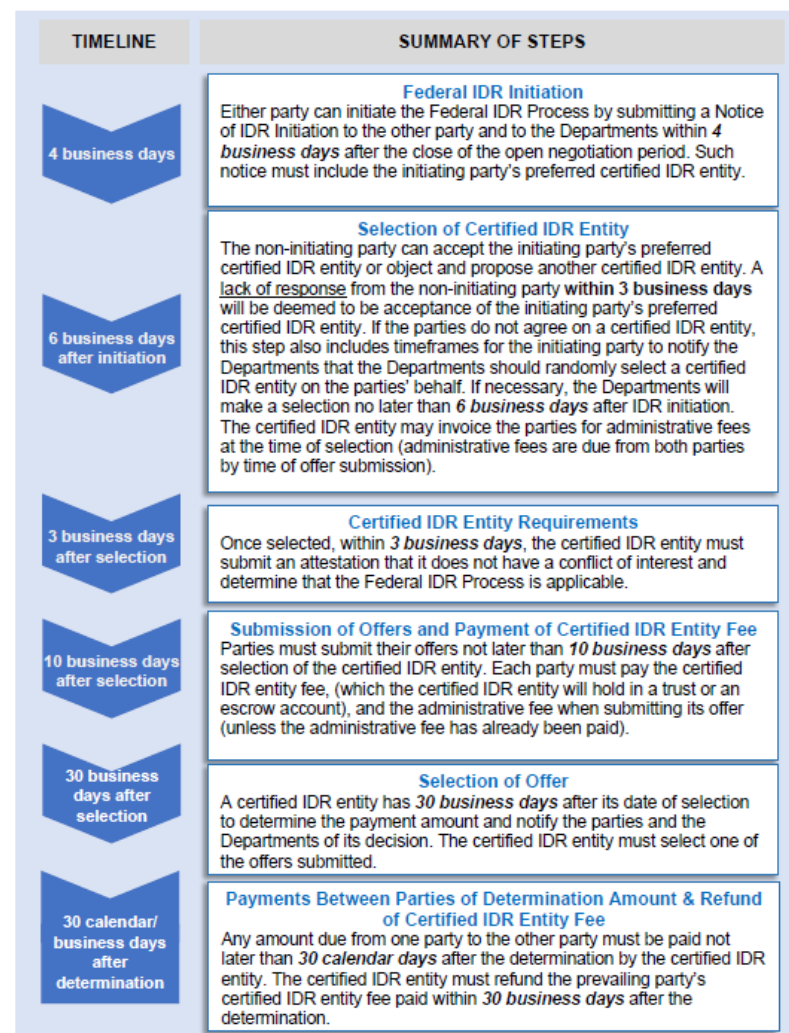 TIMELINE
SUMMARY OF STEPS
4 business days
Federal IDR Initiation
Either party can initiate the Federal IDR Process by submitting a Notice
of IDR Initiation to the other party and to the Departments within 4
business days after the close of the open negotiation period. Such
notice must include the initiating party's preferred certified IDR entity.
6 business days
after initiation
Selection of Certified IDR Entity
The non-initiating party can accept the initiating party's preferred
certified IDR entity or object and propose another certified IDR entity. A
lack of response from the non-initiating party within 3 business days
will be deemed to be acceptance of the initiating party's preferred
certified IDR entity. If the parties do not agree on a certified IDR entity,
this step also includes timeframes for the initiating party to notify the
Departments that the Departments should randomly select a certified
IDR entity on the parties' behalf. If necessary, the Departments will
make a selection no later than 6 business days after IDR initiation.
The certified IDR entity may invoice the parties for administrative fees
at the time of selection (administrative fees are due from both parties
by time of offer submission).
3 business days
after selection
Certified IDR Entity Requirements
Once selected, within 3 business days, the certified IDR entity must
submit an attestation that it does not have a conflict of interest and
determine that the Federal IDR Process is applicable.
10 business days
after selection
Submission of Offers and Payment of Certified IDR Entity Fee
Parties must submit their offers not later than 10 business days after
selection of the certified IDR entity. Each party must pay the certified
IDR entity fee, (which the certified IDR entity will hold in a trust or an
escrow account), and the administrative fee when submitting its offer
(unless the administrative fee has already been paid).
30 business
days after
selection
Selection of Offer
A certified IDR entity has 30 business days after its date of selection
to determine the payment amount and notify the parties and the
Departments of its decision. The certified IDR entity must select one of
the offers submitted.
30 calendar/
business days
after
determination
Payments Between Parties of Determination Amount & Refund
of Certified IDR Entity Fee
Any amount due from one party to the other party must be paid not
later than 30 calendar days after the determination by the certified IDR
entity. The certified IDR entity must refund the prevailing party's
certified IDR entity fee paid within 30 business days after the
determination.